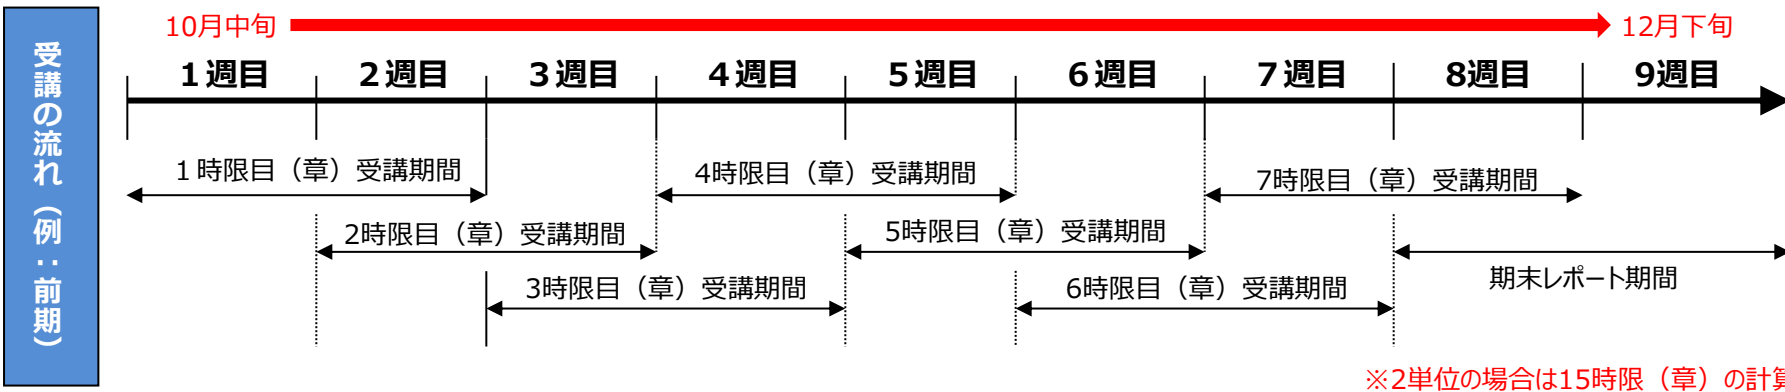 受講の流れ（例：前期）
10月中旬
12月下旬
１週目
２週目
３週目
４週目
５週目
６週目
７週目
8週目
9週目
１時限目（章）受講期間
4時限目（章）受講期間
7時限目（章）受講期間
2時限目（章）受講期間
5時限目（章）受講期間
3時限目（章）受講期間
6時限目（章）受講期間
期末レポート期間
※2単位の場合は15時限（章）の計算